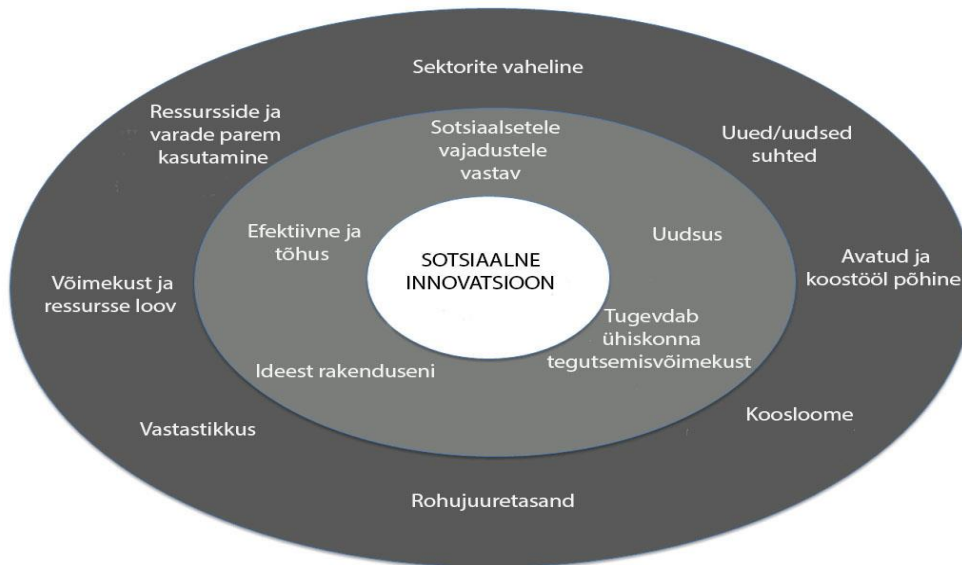 Sektorite vaheline
Ressursside ja
varade parem
kasutamine
Uued/uudsed
suhted
Sotsiaalsetele
vajadustele
vastav
Efektiivne ja
tõhus
Uudsus
SOTSIAALNE
INNOVATSIOON
Võimekust ja
ressursse loov
Avatud ja
koostööl põhine
Tugevdab
ühiskonna
tegutsemisvõimekust
Ideest rakenduseni
Vastastikkus
Koosloome
Rohujuuretasand